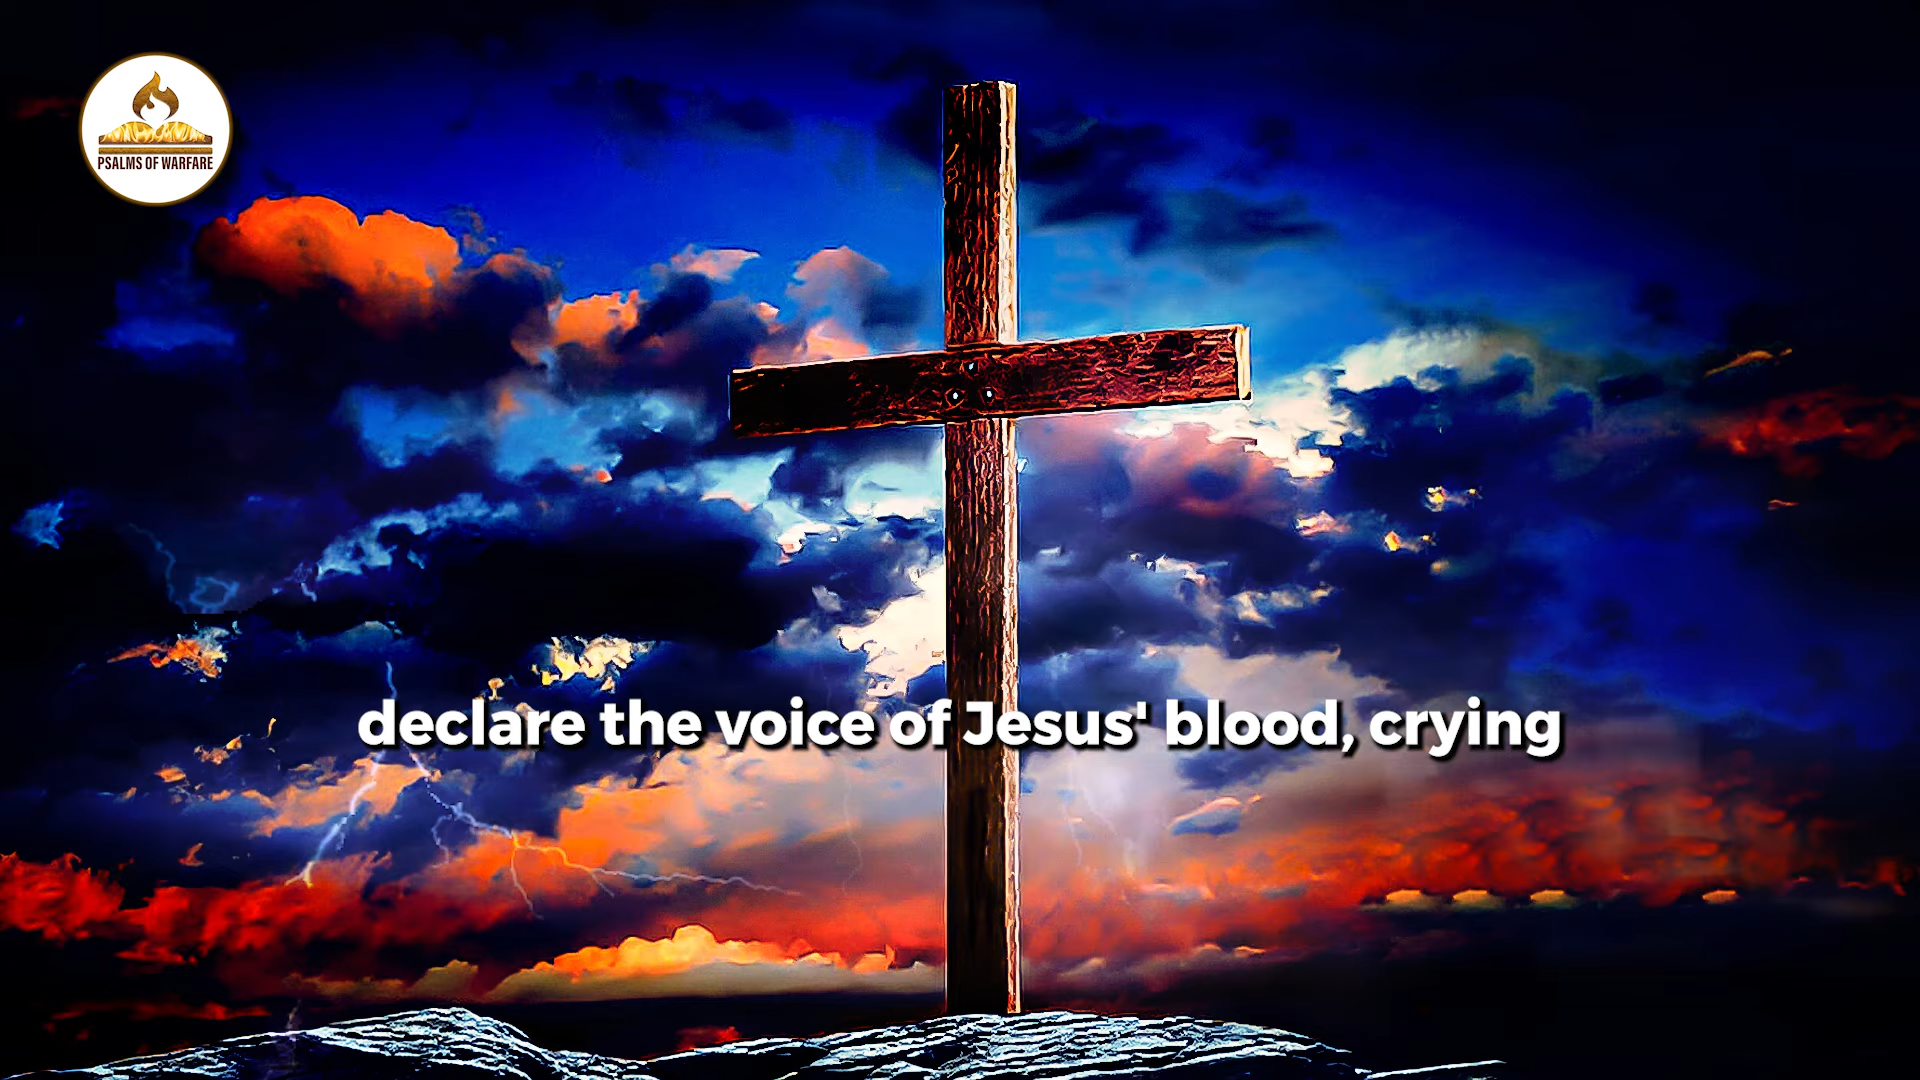 PSALMS OF WARFARE
declare the voice of Jesus' blood, crying